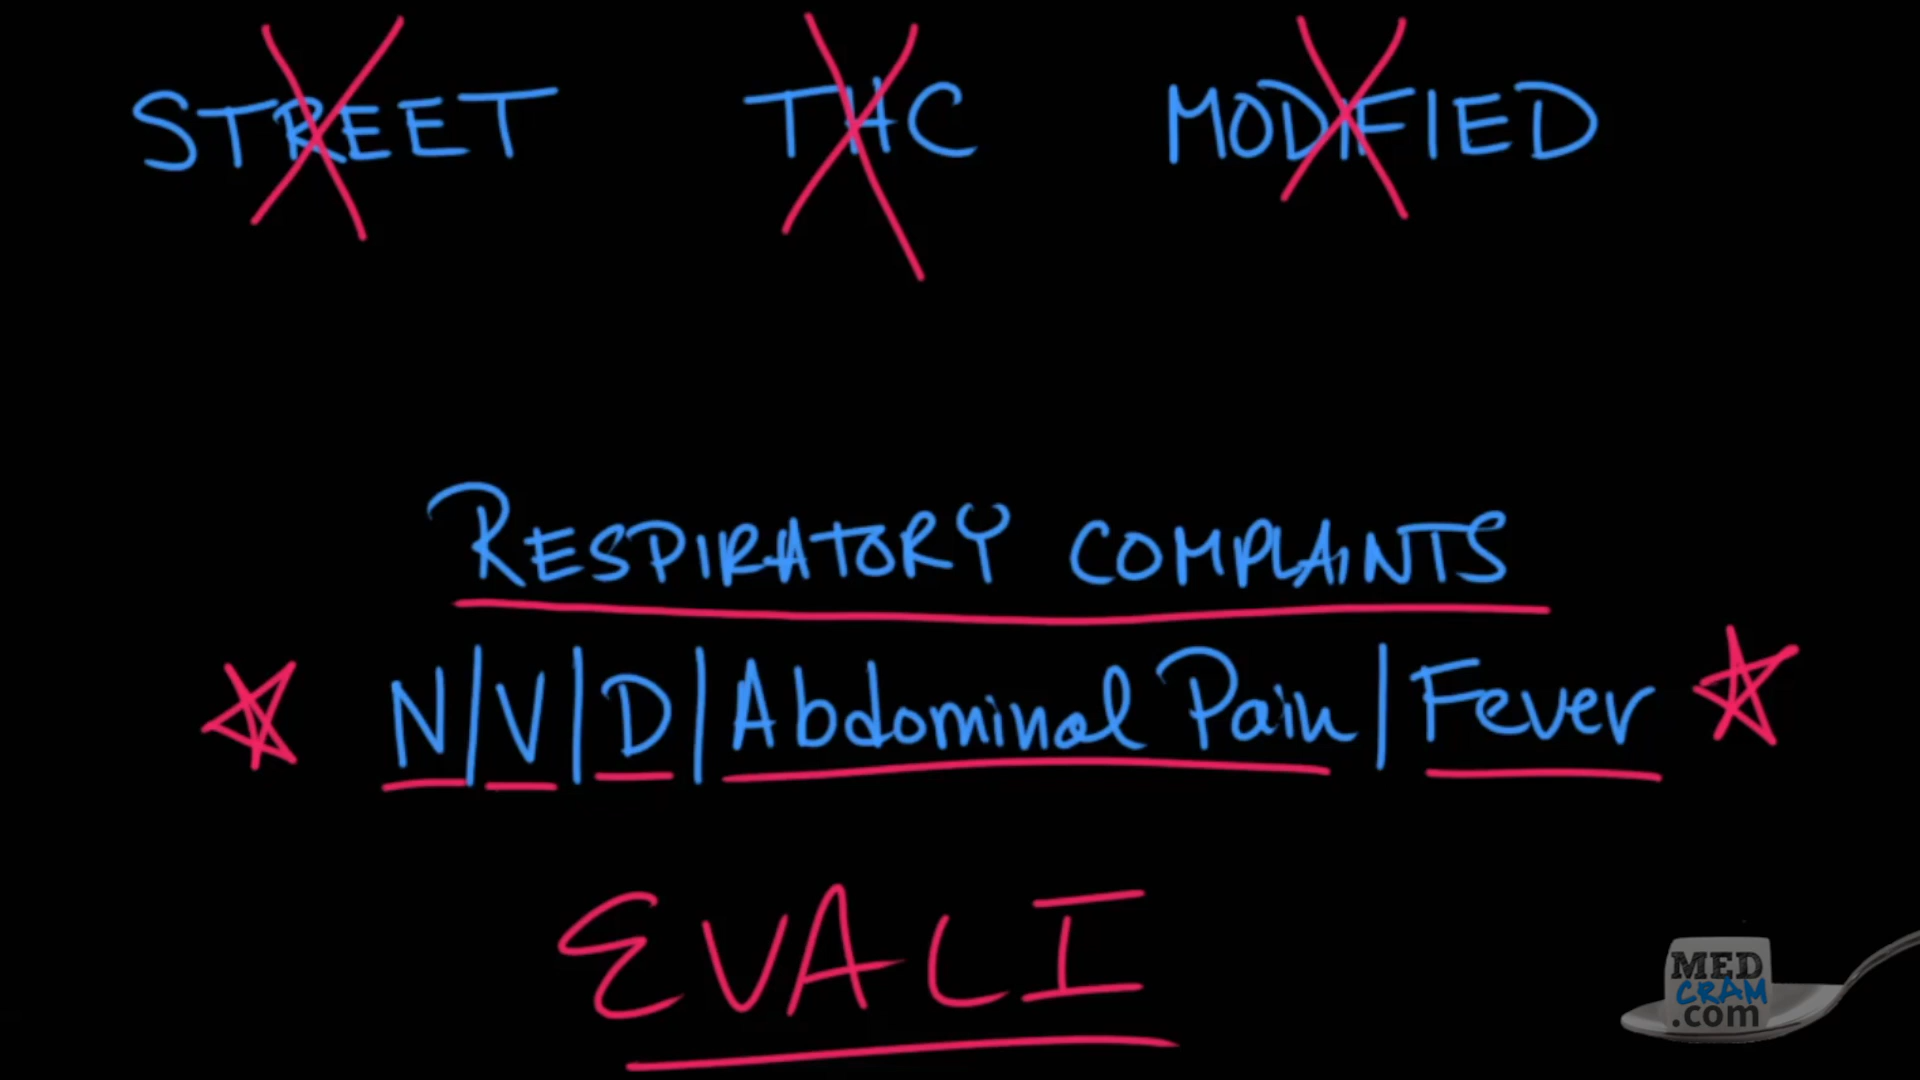 STREET THC MODIFIED
RESPIRATORY COMPLAINTS
N/V/D/Abdominal Pain/Fever
EVALI
MED
CRAM
.com